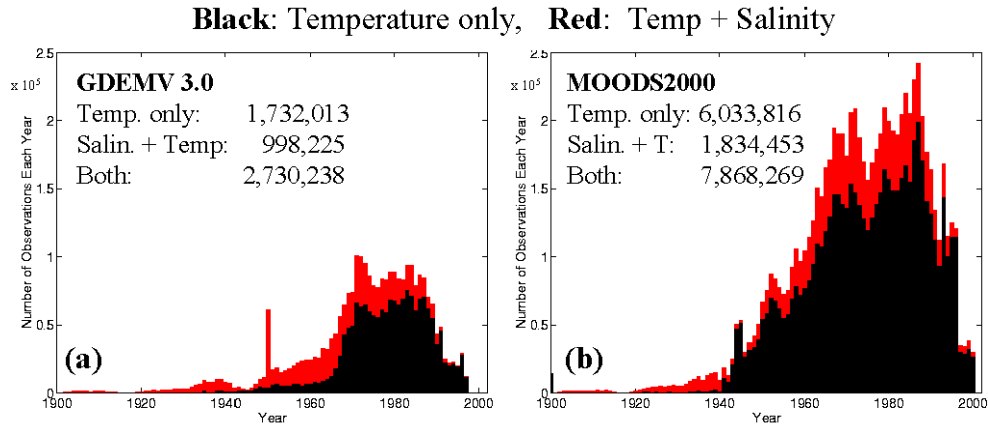 Black: Temperature only, Red: Temp + Salinity
2.5
x 10⁵
2
1.5
1
0.5
0
Number of Observations Each Year
GDEMV 3.0
Temp. only: 1,732,013
Salin. + Temp: 998,225
Both: 2,730,238
(a)
1900 1920 1940 1960 1980 2000
Year
2.5
x 10⁵
2
1.5
1
0.5
0
Number of Observations Each Year
MOODS2000
Temp. only: 6,033,816
Salin. + T: 1,834,453
Both: 7,868,269
(b)
1900 1920 1940 1960 1980 2000
Year